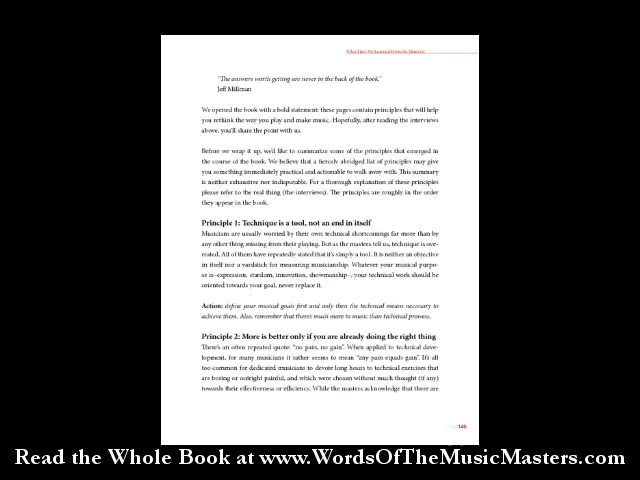 What Have We Learned From the Masters?
"The answers worth getting are never in the back of the book."
Jeff Millman
We opened the book with a bold statement: these pages contain principles that will help
you rethink the way you play and make music. Hopefully, after reading the interviews
above, you'll share the point with us.
Before we wrap it up, we'd like to summarize some of the principles that emerged in
the course of the book. We believe that a fiercely abridged list of principles may give
you something immediately practical and actionable to walk away with. This summary
is neither exhaustive nor indisputable. For a thorough explanation of these principles
please refer to the real thing (the interviews). The principles are roughly in the order
they appear in the book.
Principle 1: Technique is a tool, not an end in itself
Musicians are usually worried by their own technical shortcomings far more than by
any other thing missing from their playing. But as the masters tell us, technique is over-
rated. All of them have repeatedly stated that it's simply a tool. It is neither an objective
in itself nor a yardstick for measuring musicianship. Whatever your musical purpo-
se is–expression, stardom, innovation, showmanship–, your technical work should be
oriented towards your goal, never replace it.
Action: define your musical goals first and only then the technical means necessary to
achieve them. Also, remember that there's much more to music than technical prowess.
Principle 2: More is better only if you are already doing the right thing
There's an often repeated quote: "no pain, no gain". When applied to technical deve-
lopment, for many musicians it rather seems to mean "any pain equals gain". It's all
too common for dedicated musicians to devote long hours to technical exercises that
are boring or outright painful, and which were chosen without much thought (if any)
towards their effectiveness or efficiency. While the masters acknowledge that there are
145
Read the Whole Book at www.WordsOfTheMusicMasters.com